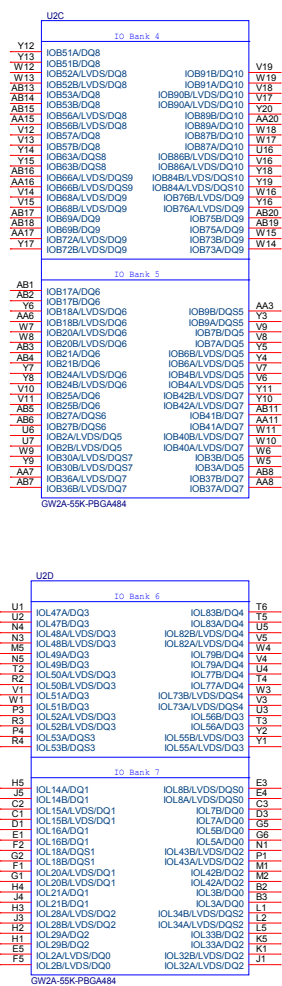 U2C
IO Bank 4
Y12 IOB51A/DQ8
Y13 IOB51B/DQ8
W12 IOB52A/LVDS/DQ8 IOB91B/DQ10 V19
W13 IOB52B/LVDS/DQ8 IOB91A/DQ10 W19
AB13 IOB53A/DQ8 IOB90B/LVDS/DQ10 V18
AB14 IOB53B/DQ8 IOB90A/LVDS/DQ10 V17
AB15 IOB56A/LVDS/DQ8 IOB89B/DQ10 Y20
AA15 IOB56B/LVDS/DQ8 IOB89A/DQ10 AA20
V12 IOB57A/DQ8 IOB87B/DQ10 W18
V13 IOB57B/DQ8 IOB87A/DQ10 W17
Y14 IOB63A/DQS8 IOB86B/LVDS/DQ10 U16
Y15 IOB63B/DQS8 IOB86A/LVDS/DQ10 V16
AB16 IOB66A/LVDS/DQS9 IOB84B/LVDS/DQS10 Y18
AA16 IOB66B/LVDS/DQS9 IOB84A/LVDS/DQS10 Y19
V14 IOB68A/LVDS/DQ9 IOB76B/LVDS/DQ9 W16
V15 IOB68B/LVDS/DQ9 IOB76A/LVDS/DQ9 Y16
AB17 IOB69A/DQ9 IOB75B/DQ9 AB20
AB18 IOB69B/DQ9 IOB75A/DQ9 AB19
AA17 IOB72A/LVDS/DQ9 IOB73B/DQ9 W15
Y17 IOB72B/LVDS/DQ9 IOB73A/DQ9 W14
IO Bank 5
AB1 IOB17A/DQ6
AB2 IOB17B/DQ6
Y6 IOB18A/LVDS/DQ6 IOB9B/DQS5 AA3
AA6 IOB18B/LVDS/DQ6 IOB9A/DQS5 Y3
W7 IOB20A/LVDS/DQ6 IOB7B/DQ5 V9
W8 IOB20B/LVDS/DQ6 IOB7A/DQ5 V8
AB3 IOB21A/DQ6 IOB6B/LVDS/DQ5 Y5
AB4 IOB21B/DQ6 IOB6A/LVDS/DQ5 Y4
Y7 IOB24A/LVDS/DQ6 IOB4B/LVDS/DQ5 V7
Y8 IOB24B/LVDS/DQ6 IOB4A/LVDS/DQ5 V6
V10 IOB25A/DQ6 IOB42B/LVDS/DQ7 Y11
V11 IOB25B/DQ6 IOB42A/LVDS/DQ7 Y10
AB5 IOB27A/DQS6 IOB41B/DQ7 AB11
AB6 IOB27B/DQS6 IOB41A/DQ7 AA11
U6 IOB2A/LVDS/DQ5 IOB40B/LVDS/DQ7 W11
U7 IOB2B/LVDS/DQ5 IOB40A/LVDS/DQ7 W10
W9 IOB30A/LVDS/DQS7 IOB3B/DQ5 W6
Y9 IOB30B/LVDS/DQS7 IOB3A/DQ5 W5
AA7 IOB36A/LVDS/DQ7 IOB37B/DQ7 AB8
AB7 IOB36B/LVDS/DQ7 IOB37A/DQ7 AA8
GW2A-55K-PBGA484
U2D
IO Bank 6
U1 IOL47A/DQ3 IOL83B/DQ4 T6
U2 IOL47B/DQ3 IOL83A/DQ4 T5
N4 IOL48A/LVDS/DQ3 IOL82B/LVDS/DQ4 U5
N3 IOL48B/LVDS/DQ3 IOL82A/LVDS/DQ4 V5
M5 IOL49A/DQ3 IOL79B/DQ4 W4
N5 IOL49B/DQ3 IOL79A/DQ4 V4
T2 IOL50A/LVDS/DQ3 IOL77B/DQ4 U4
R2 IOL50B/LVDS/DQ3 IOL77A/DQ4 T4
V1 IOL51A/DQ3 IOL73B/LVDS/DQS4 W3
W1 IOL51B/DQ3 IOL73A/LVDS/DQS4 V3
P3 IOL52A/LVDS/DQ3 IOL56B/DQ3 U3
R3 IOL52B/LVDS/DQ3 IOL56A/DQ3 T3
P4 IOL53A/DQS3 IOL55B/LVDS/DQ3 Y2
R4 IOL53B/DQS3 IOL55A/LVDS/DQ3 Y1
IO Bank 7
H5 IOL14A/DQ1 IOL8B/LVDS/DQS0 E3
J5 IOL14B/DQ1 IOL8A/LVDS/DQS0 E4
C2 IOL15A/LVDS/DQ1 IOL7B/DQ0 C3
C1 IOL15B/LVDS/DQ1 IOL7A/DQ0 D3
D1 IOL16A/DQ1 IOL5B/DQ0 G5
E1 IOL16B/DQ1 IOL5A/DQ0 G6
F2 IOL18A/DQS1 IOL43B/LVDS/DQ2 N1
G2 IOL18B/DQS1 IOL43A/LVDS/DQ2 P1
F1 IOL20A/LVDS/DQ1 IOL42B/DQ2 M1
G1 IOL20B/LVDS/DQ1 IOL42A/DQ2 M2
H4 IOL21A/DQ1 IOL3B/DQ0 B2
J4 IOL21B/DQ1 IOL3A/DQ0 B3
H3 IOL28A/LVDS/DQ2 IOL34B/LVDS/DQS2 L1
J3 IOL28B/LVDS/DQ2 IOL34A/LVDS/DQS2 L2
H2 IOL29A/DQ2 IOL33B/DQ2 L5
H1 IOL29B/DQ2 IOL33A/DQ2 K5
E5 IOL2A/LVDS/DQ0 IOL32B/LVDS/DQ2 K1
F5 IOL2B/LVDS/DQ0 IOL32A/LVDS/DQ2 J1
GW2A-55K-PBGA484